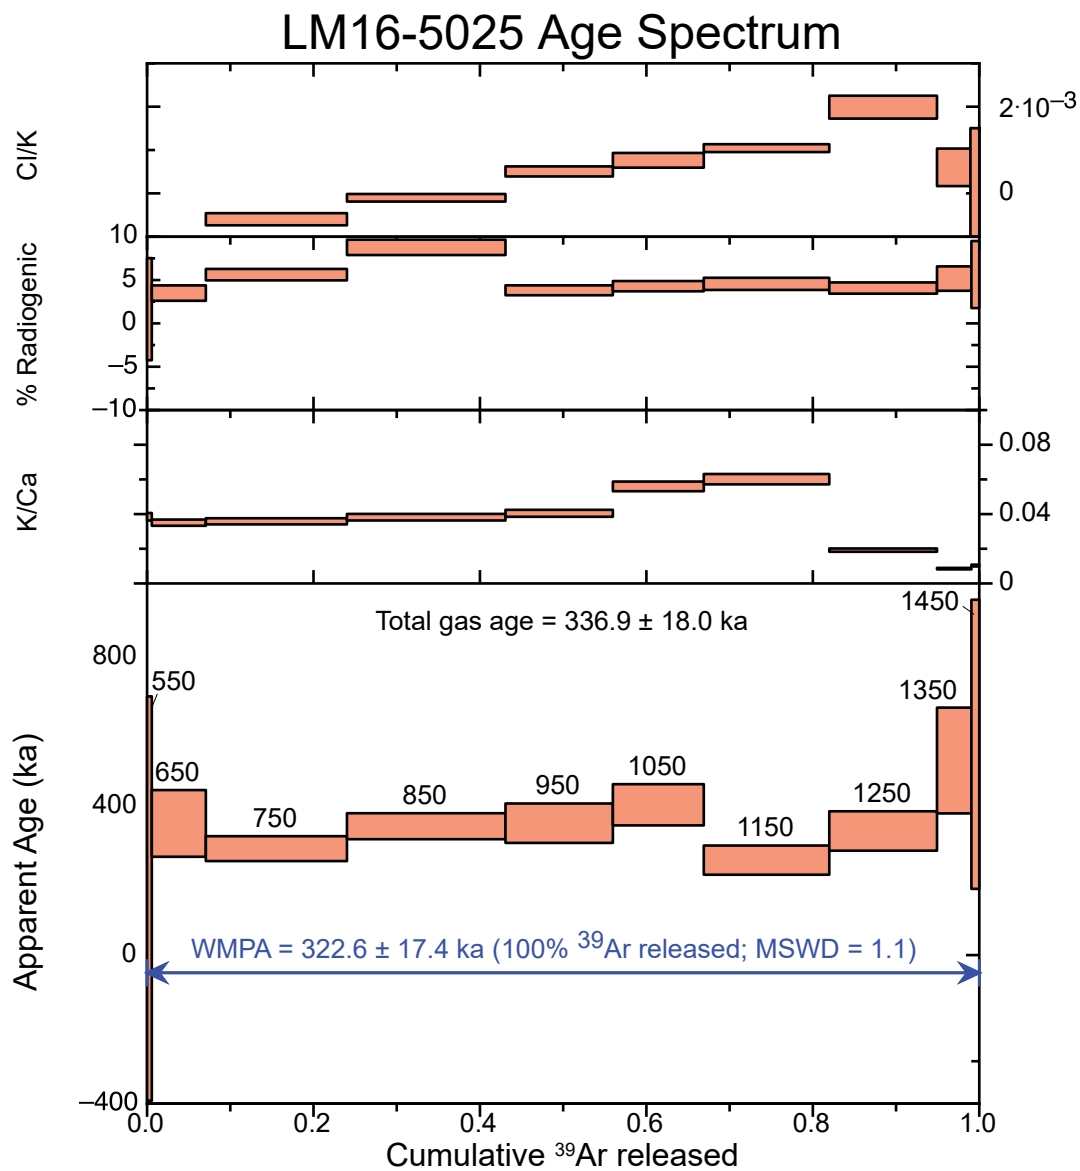 LM16-5025 Age Spectrum
Cl/K
2·10⁻³
0
% Radiogenic
10
5
0
–5
–10
K/Ca
0.08
0.04
0
Apparent Age (ka)
800
400
0
–400
Total gas age = 336.9 ± 18.0 ka
550
650
750
850
950
1050
1150
1250
1350
1450
WMPA = 322.6 ± 17.4 ka (100% ³⁹Ar released; MSWD = 1.1)
0.0 0.2 0.4 0.6 0.8 1.0
Cumulative ³⁹Ar released